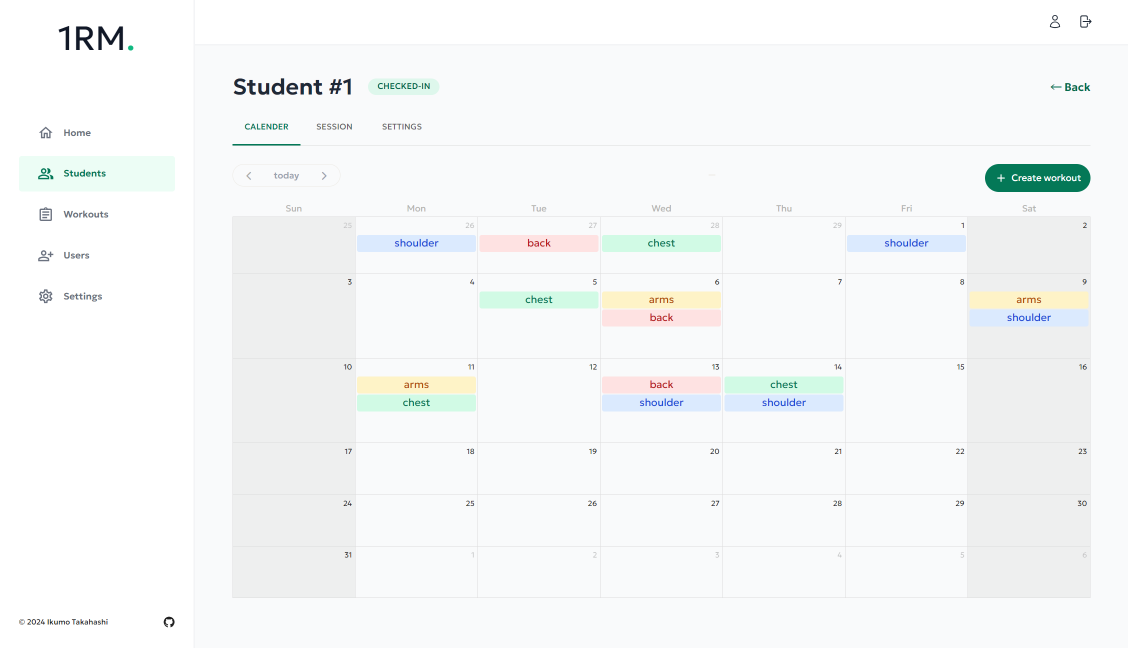 1RM.
Home
Students
Workouts
Users
Settings
© 2024 Ikumo Takahashi
Student #1 CHECKED-IN
← Back
CALENDER SESSION SETTINGS
today
+ Create workout
Sun Mon Tue Wed Thu Fri Sat
25 26 27 28 29 1 2
shoulder back chest shoulder
3 4 5 6 7 8 9
chest arms arms
back shoulder
10 11 12 13 14 15 16
arms back chest
chest shoulder shoulder
17 18 19 20 21 22 23
24 25 26 27 28 29 30
31 1 2 3 4 5 6